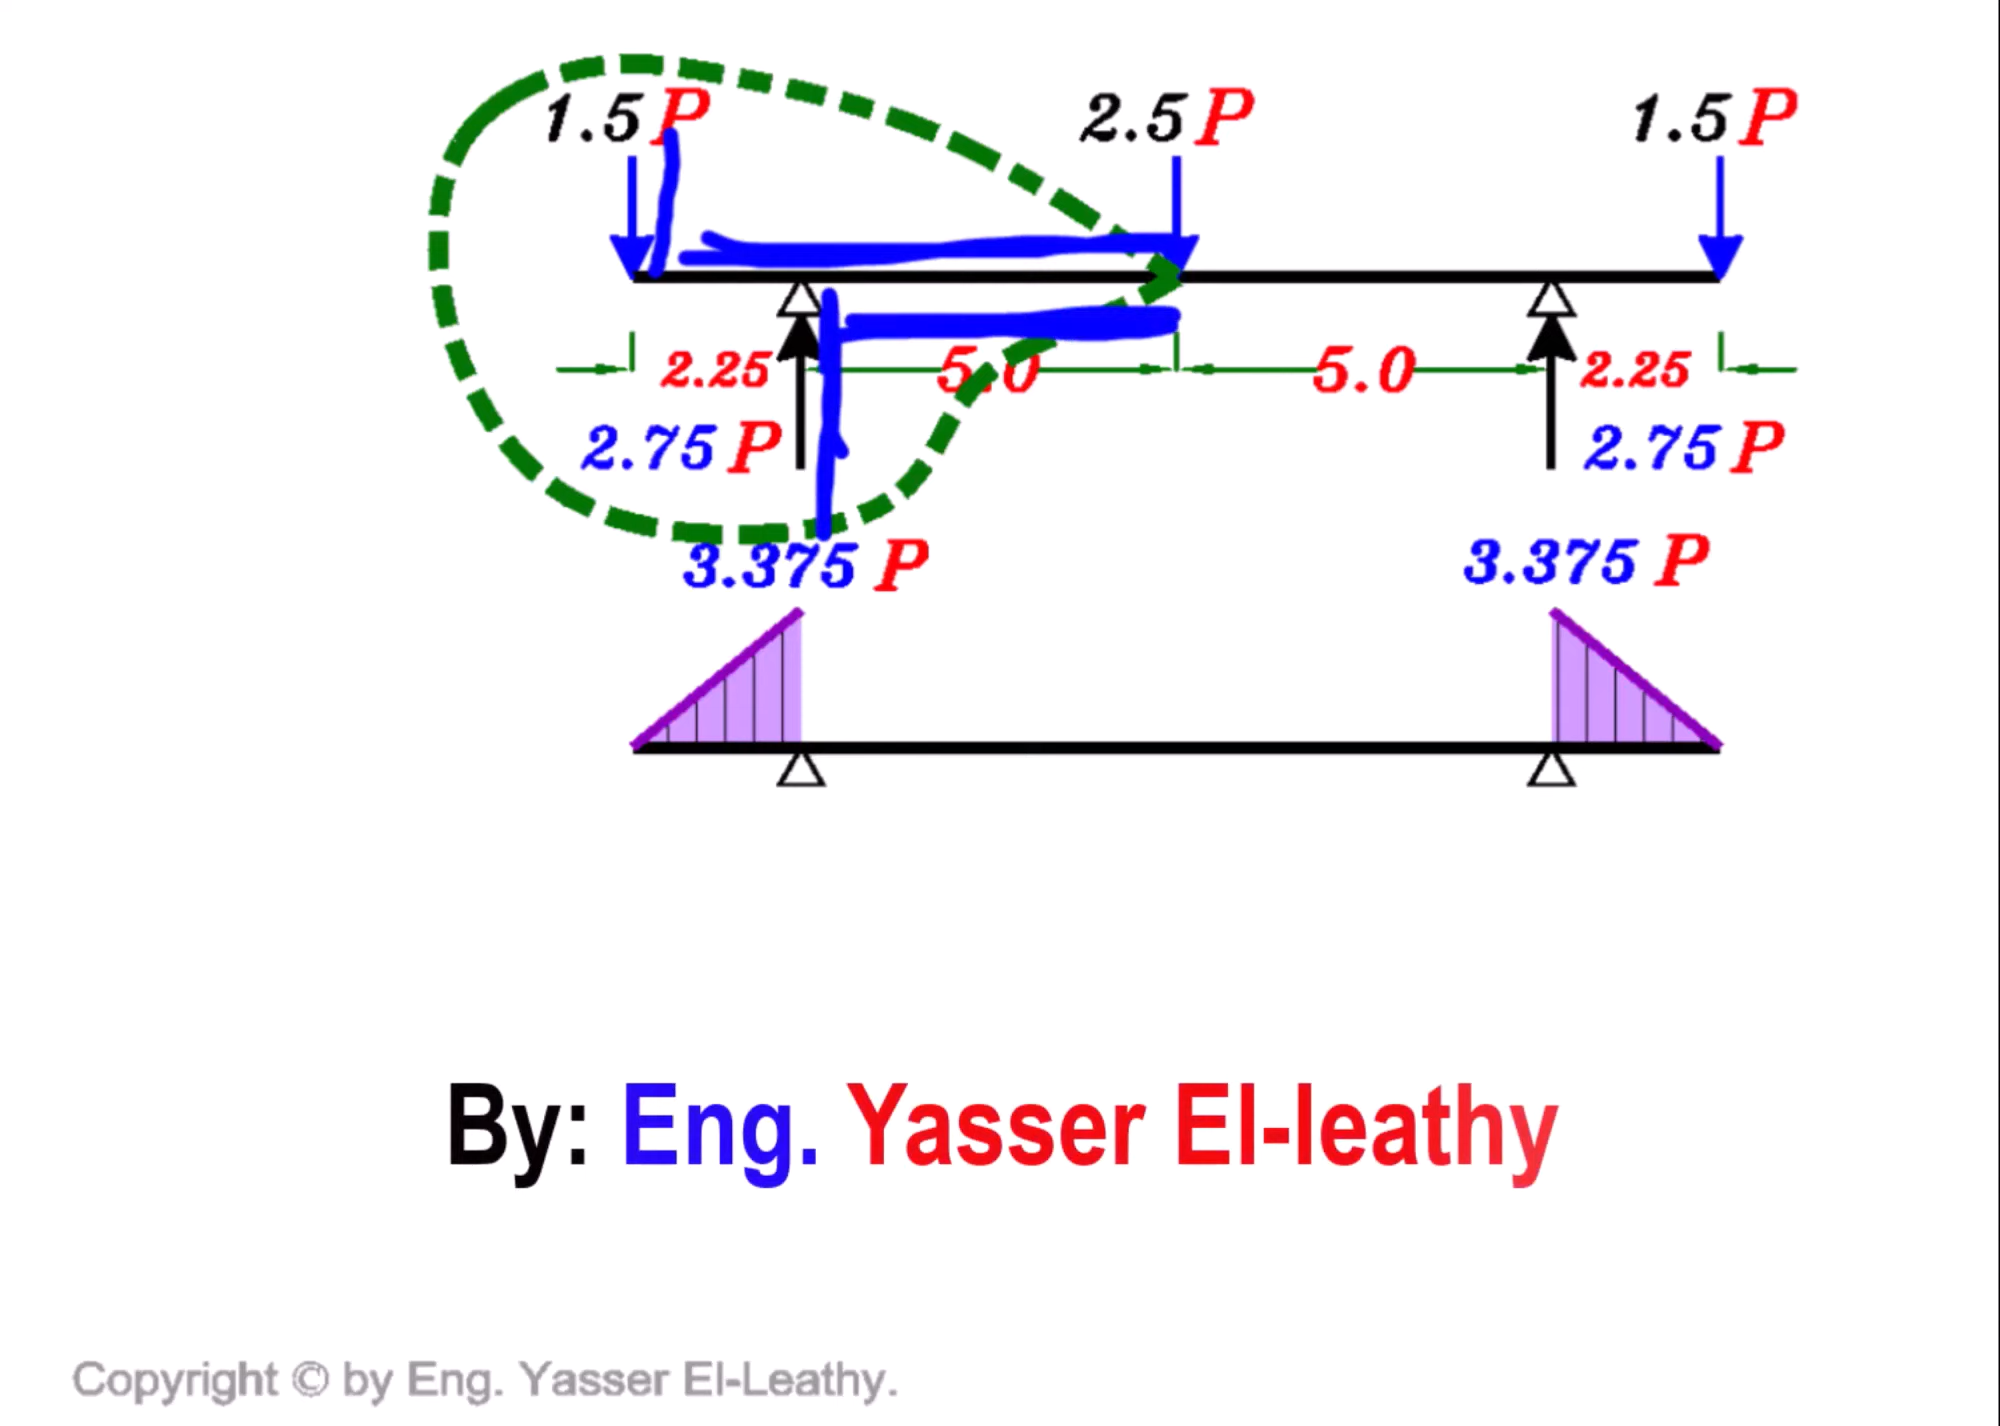 1.5 P 2.5 P 1.5 P
2.25 5.0 5.0 2.25
2.75 P 2.75 P
3.375 P 3.375 P
By: Eng. Yasser El-leathy
Copyright © by Eng. Yasser El-Leathy.